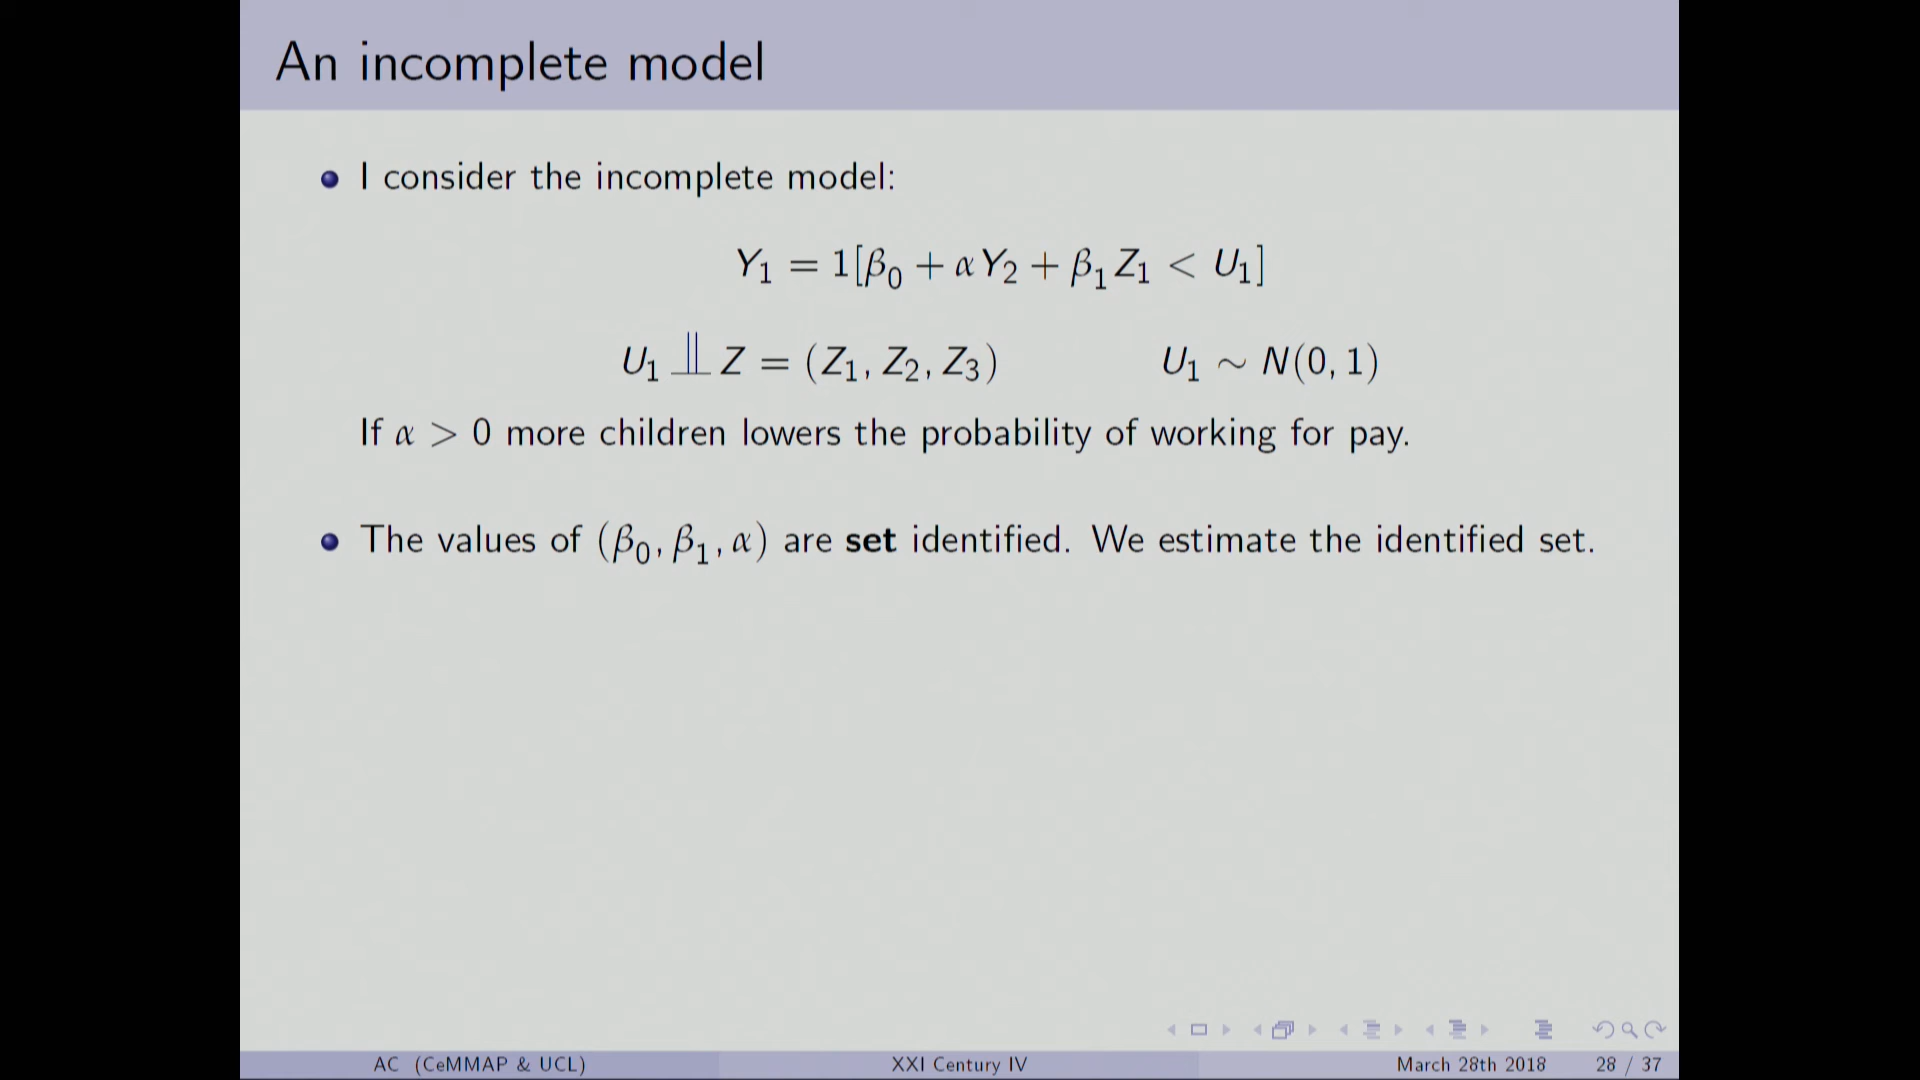 An incomplete model
I consider the incomplete model:
Y₁ = 1[β₀ + αY₂ + β₁Z₁ < U₁]
U₁ ⫫ Z = (Z₁, Z₂, Z₃) U₁ ∼ N(0, 1)
If α > 0 more children lowers the probability of working for pay.
The values of (β₀, β₁, α) are set identified. We estimate the identified set.
AC (CeMMAP & UCL) XXI Century IV March 28th 2018 28 / 37